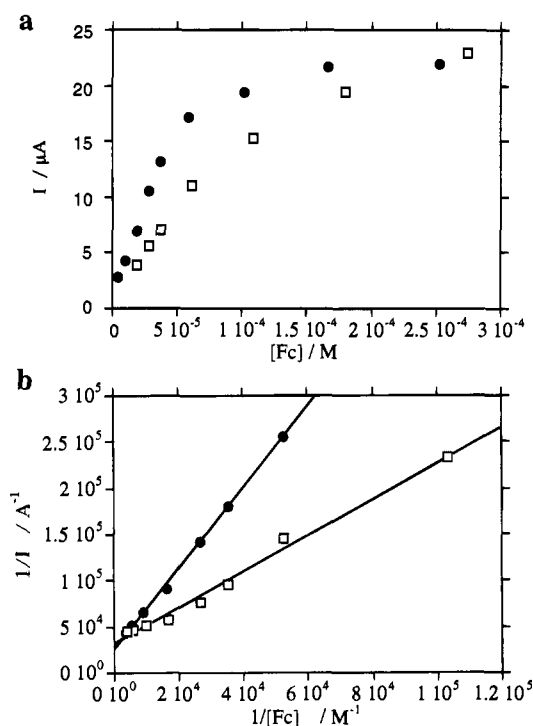 a
25
20
15
10
5
0
I / µA
0 5 10⁻⁵ 1 10⁻⁴ 1.5 10⁻⁴ 2 10⁻⁴ 2.5 10⁻⁴ 3 10⁻⁴
[Fc] / M
b
3 10⁵
2.5 10⁵
2 10⁵
1.5 10⁵
1 10⁵
5 10⁴
0 10⁰
1/I / A⁻¹
0 10⁰ 2 10⁴ 4 10⁴ 6 10⁴ 8 10⁴ 1 10⁵ 1.2 10⁵
1/[Fc] / M⁻¹